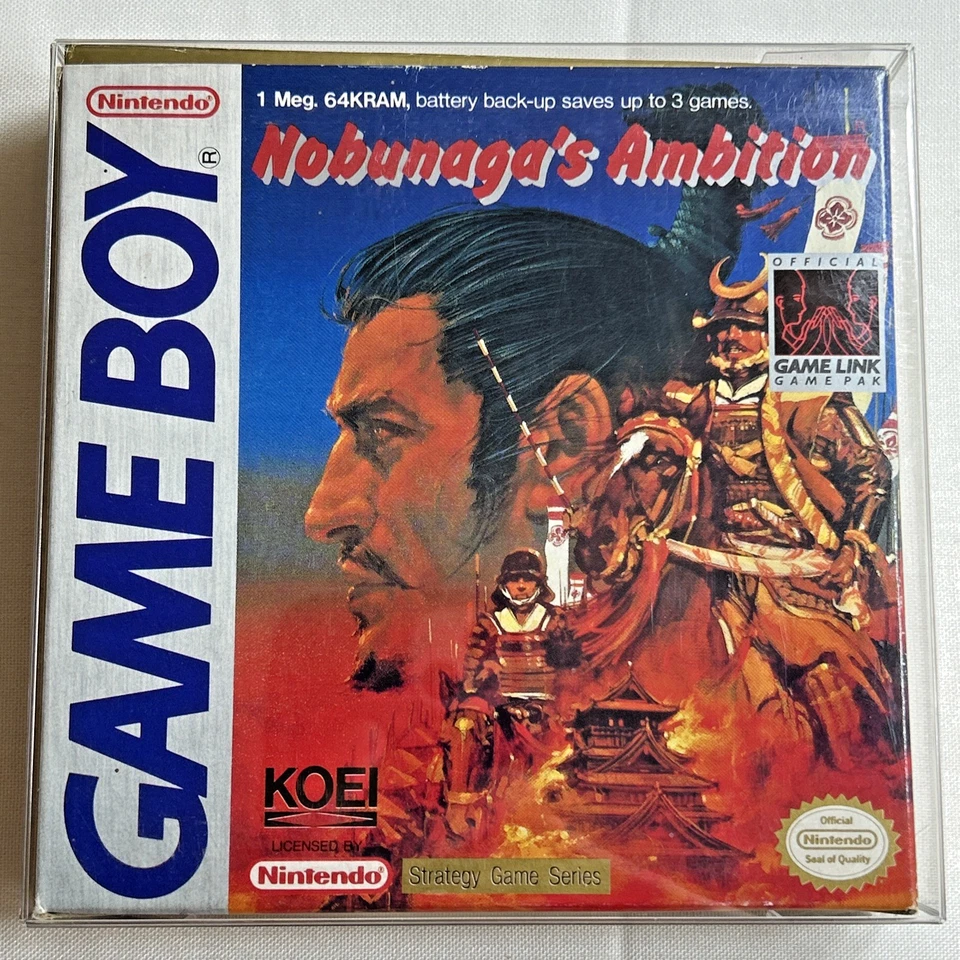 Nintendo®
GAME BOY®
1 Meg. 64KRAM, battery back-up saves up to 3 games.
Nobunaga's Ambition
OFFICIAL
GAME LINK
GAME PAK
KOEI
LICENSED BY
Nintendo®
Strategy Game Series
Official
Nintendo®
Seal of Quality